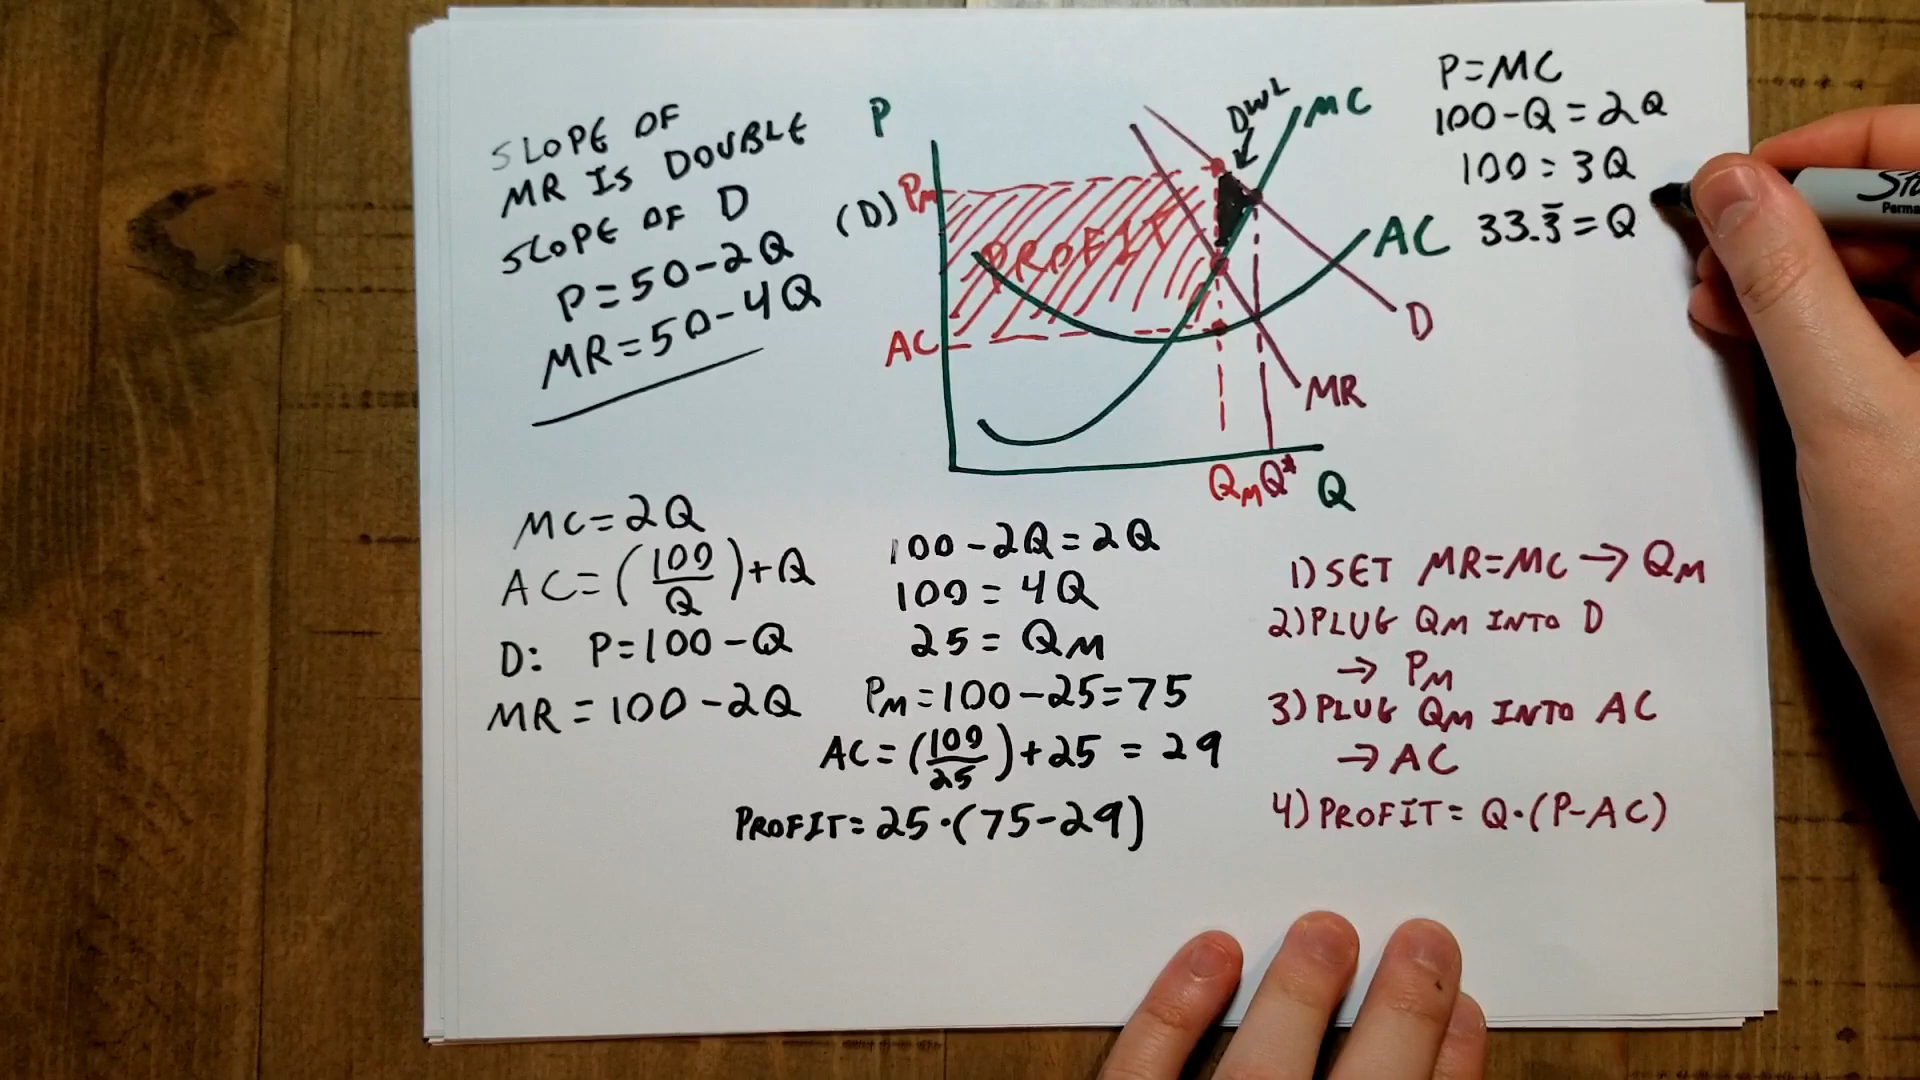 SLOPE OF
MR IS DOUBLE
SLOPE OF D
P=50-2Q
MR=50-4Q
P
(D) PM
AC
PROFIT
DWL
MC
AC
D
MR
QM Q* Q
P=MC
100-Q=2Q
100=3Q
33.3̄=Q
MC=2Q
AC=(100/Q)+Q
D: P=100-Q
MR=100-2Q
100-2Q=2Q
100=4Q
25=QM
PM=100-25=75
AC=(100/25)+25=29
PROFIT=25·(75-29)
1) SET MR=MC → QM
2) PLUG QM INTO D
→ PM
3) PLUG QM INTO AC
→ AC
4) PROFIT=Q·(P-AC)